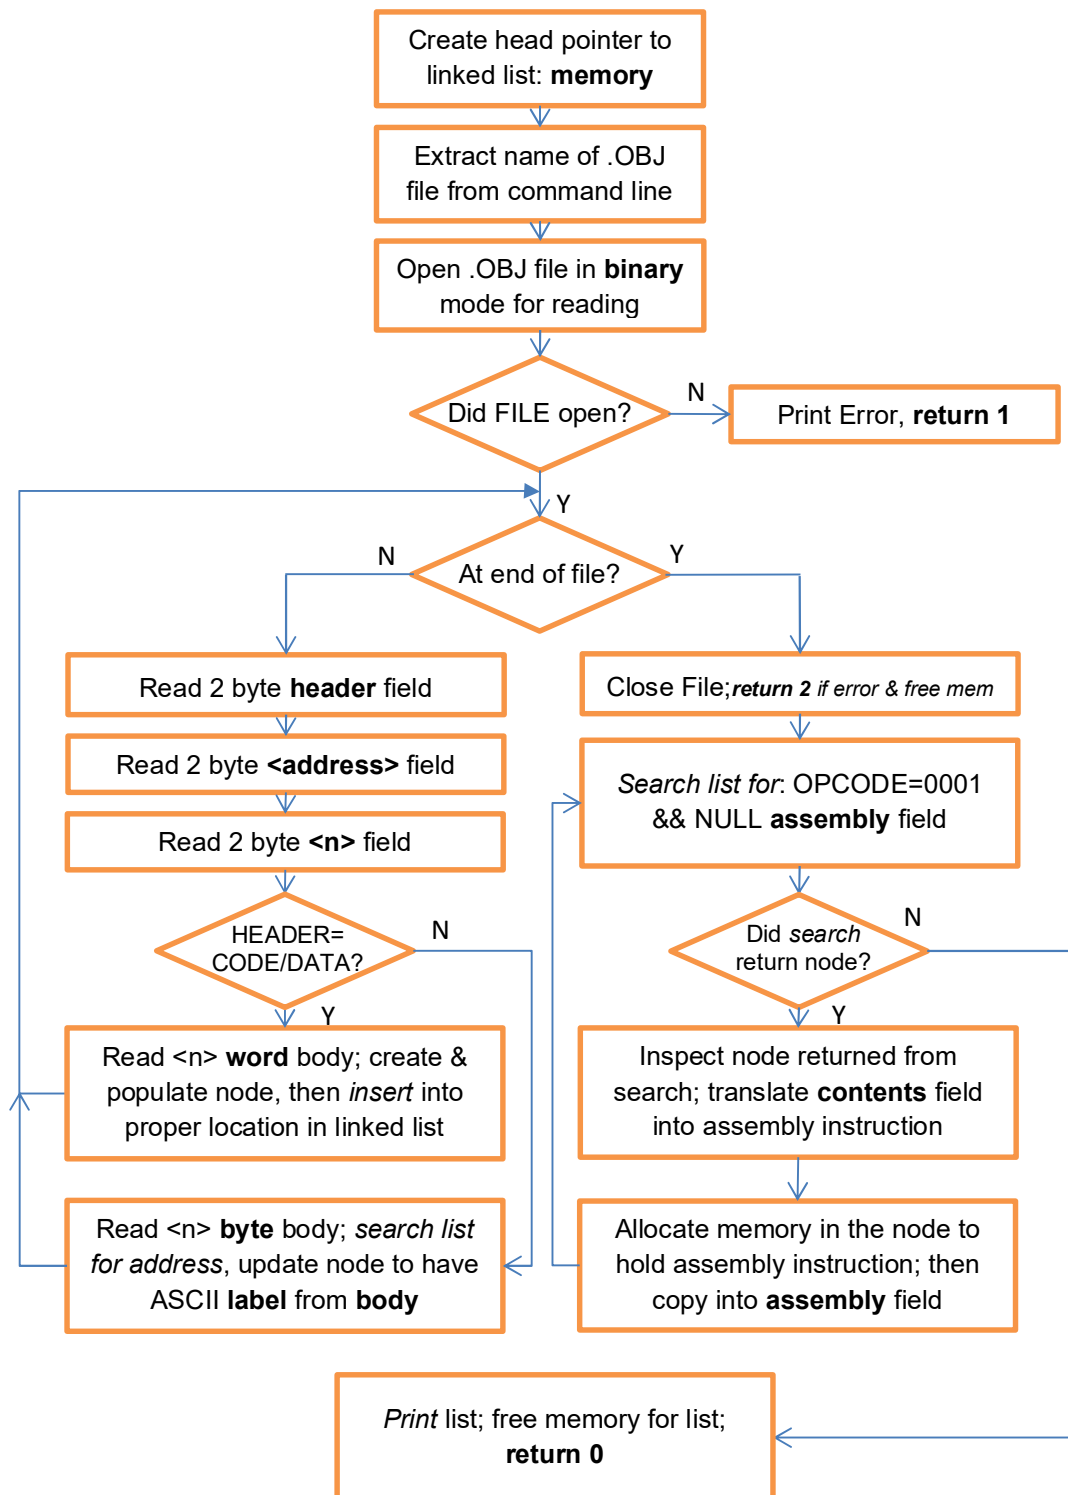 Create head pointer to
linked list: memory
Extract name of .OBJ
file from command line
Open .OBJ file in binary
mode for reading
Did FILE open?
N
Print Error, return 1
Y
At end of file?
N
Y
Read 2 byte header field
Read 2 byte <address> field
Read 2 byte <n> field
HEADER=
CODE/DATA?
N
Y
Read <n> word body; create &
populate node, then insert into
proper location in linked list
Read <n> byte body; search list
for address, update node to have
ASCII label from body
Close File;return 2 if error & free mem
Search list for: OPCODE=0001
&& NULL assembly field
Did search
return node?
N
Y
Inspect node returned from
search; translate contents field
into assembly instruction
Allocate memory in the node to
hold assembly instruction; then
copy into assembly field
Print list; free memory for list;
return 0